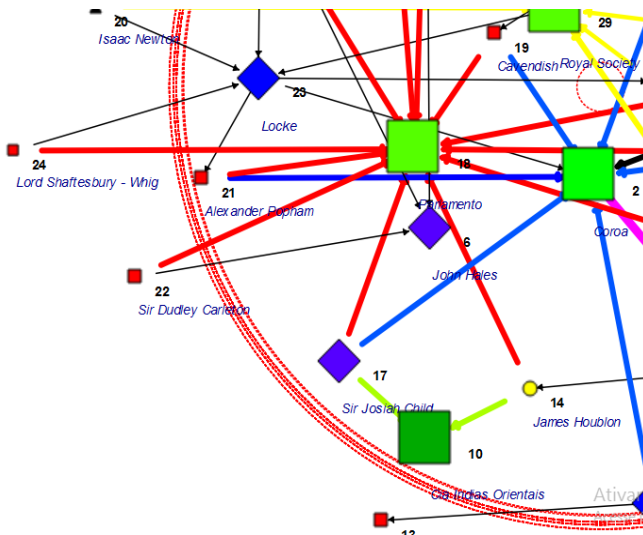 20
Isaac Newton
29
19
Cavendish
Royal Society
23
Locke
24
Lord Shaftesbury - Whig
18
Parlamento
21
Alexander Popham
2
Coroa
6
John Hales
22
Sir Dudley Carleton
17
Sir Josiah Child
14
James Houblon
10
Cia Indias Orientais
Ativar
13